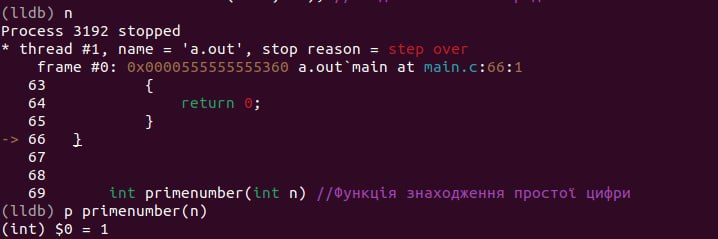 (lldb) n
Process 3192 stopped
* thread #1, name = 'a.out', stop reason = step over
    frame #0: 0x0000555555555360 a.out`main at main.c:66:1
   63  	        {
   64  	            return 0;
   65  	        }
-> 66  	}
   67
   68
   69  	    int primenumber(int n) //Функція знаходження простої цифри
(lldb) p primenumber(n)
(int) $0 = 1